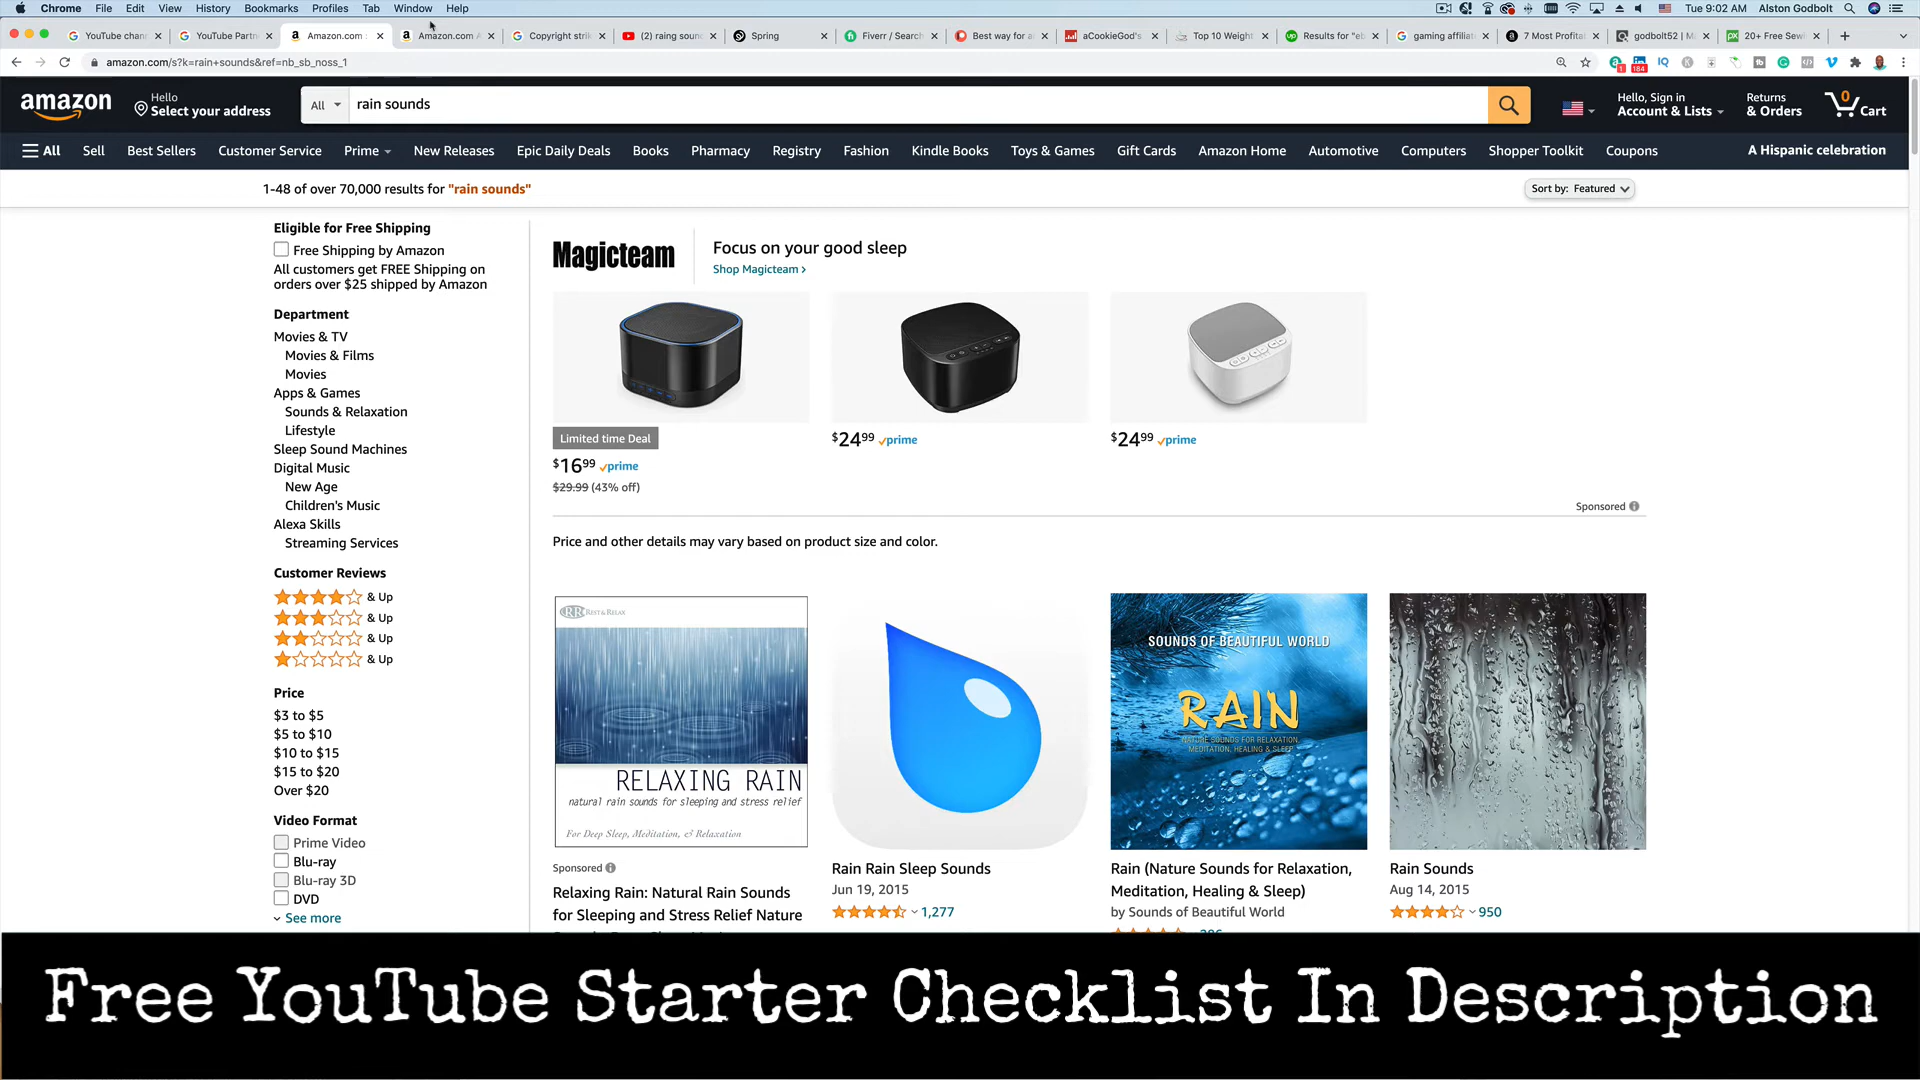 Chrome File Edit View History Bookmarks Profiles Tab Window Help
Tue 9:02 AM Alston Godbolt
YouTube chan
YouTube Partn
Amazon.com
Amazon.com A
Copyright strik
(2) raing soun
Spring
Fiverr / Search
Best way for a
aCookieGod's
Top 10 Weight
Results for "eb
gaming affiliat
7 Most Profita
godbolt52 | M
20+ Free Sewi
amazon.com/s?k=rain+sounds&ref=nb_sb_noss_1
amazon
Hello
Select your address
All
rain sounds
Hello, Sign in
Account & Lists
Returns
& Orders
0
Cart
All Sell Best Sellers Customer Service Prime New Releases Epic Daily Deals Books Pharmacy Registry Fashion Kindle Books Toys & Games Gift Cards Amazon Home Automotive Computers Shopper Toolkit Coupons A Hispanic celebration
1-48 of over 70,000 results for "rain sounds"
Sort by: Featured
Eligible for Free Shipping
Free Shipping by Amazon
All customers get FREE Shipping on
orders over $25 shipped by Amazon
Department
Movies & TV
Movies & Films
Movies
Apps & Games
Sounds & Relaxation
Lifestyle
Sleep Sound Machines
Digital Music
New Age
Children's Music
Alexa Skills
Streaming Services
Customer Reviews
& Up
& Up
& Up
& Up
Price
$3 to $5
$5 to $10
$10 to $15
$15 to $20
Over $20
Video Format
Prime Video
Blu-ray
Blu-ray 3D
DVD
See more
Magicteam
Focus on your good sleep
Shop Magicteam ›
Limited time Deal
$16.99 prime
$29.99 (43% off)
$24.99 prime
$24.99 prime
Sponsored
Price and other details may vary based on product size and color.
RR REST & RELAX
RELAXING RAIN
natural rain sounds for sleeping and stress relief
For Deep Sleep, Meditation, & Relaxation
Sponsored
Relaxing Rain: Natural Rain Sounds
for Sleeping and Stress Relief Nature
Rain Rain Sleep Sounds
Jun 19, 2015
1,277
SOUNDS OF BEAUTIFUL WORLD
RAIN
NATURE SOUNDS FOR RELAXATION,
MEDITATION, HEALING & SLEEP
Rain (Nature Sounds for Relaxation,
Meditation, Healing & Sleep)
by Sounds of Beautiful World
Rain Sounds
Aug 14, 2015
950
Free YouTube Starter Checklist In Description